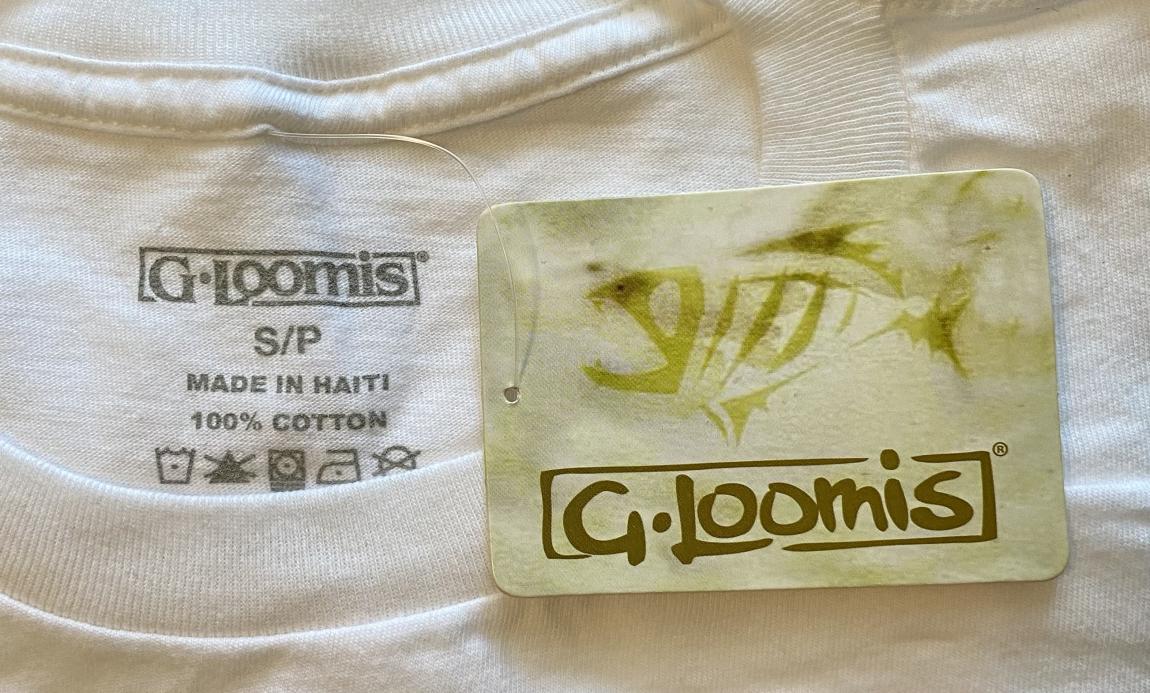 G·Loomis®
S/P
MADE IN HAITI
100% COTTON
G·Loomis®